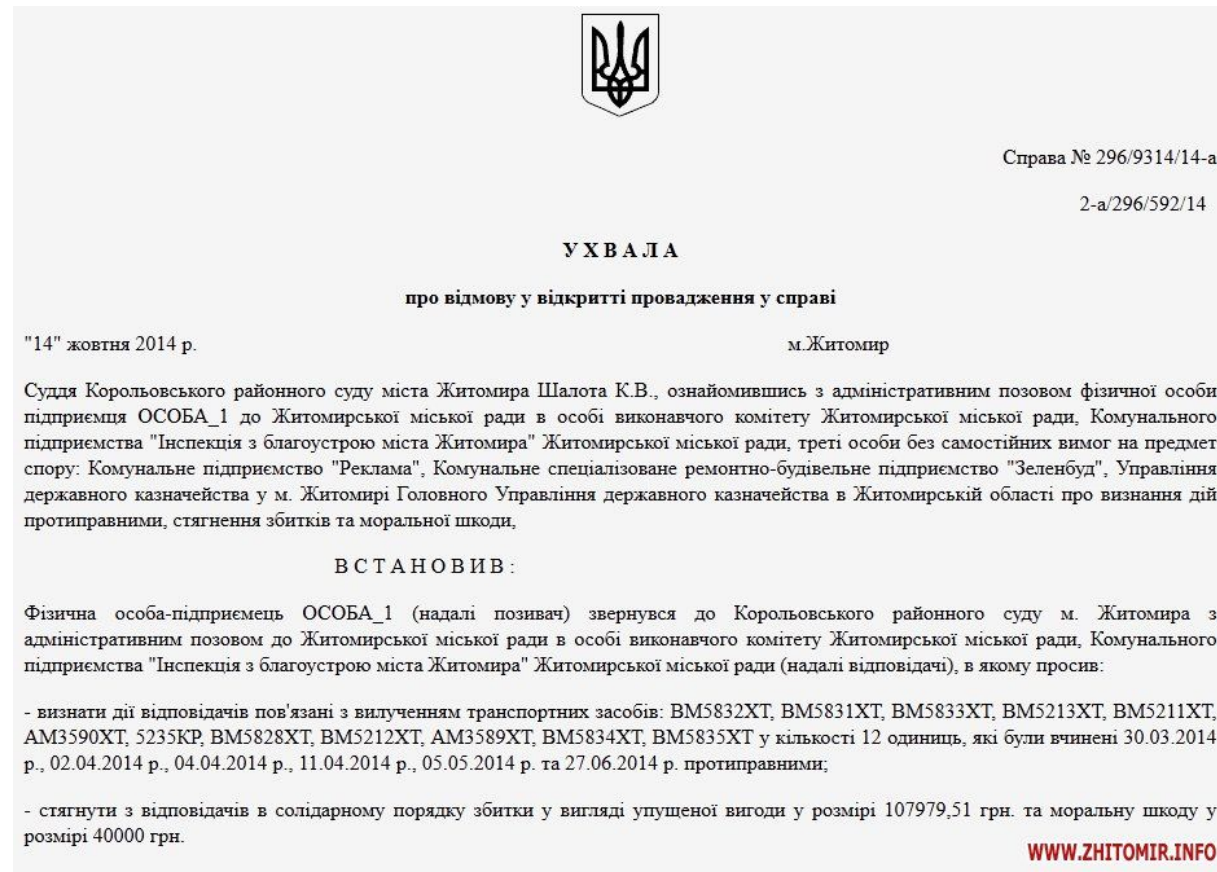 Справа № 296/9314/14-а
2-а/296/592/14
У Х В А Л А
про відмову у відкритті провадження у справі
"14" жовтня 2014 р. м.Житомир
Суддя Корольовського районного суду міста Житомира Шалота К.В., ознайомившись з адміністративним позовом фізичної особи
підприємця ОСОБА_1 до Житомирської міської ради в особі виконавчого комітету Житомирської міської ради, Комунального
підприємства "Інспекція з благоустрою міста Житомира" Житомирської міської ради, треті особи без самостійних вимог на предмет
спору: Комунальне підприємство "Реклама", Комунальне спеціалізоване ремонтно-будівельне підприємство "Зеленбуд", Управління
державного казначейства у м. Житомирі Головного Управління державного казначейства в Житомирській області про визнання дій
протиправними, стягнення збитків та моральної шкоди,
В С Т А Н О В И В :
Фізична особа-підприємець ОСОБА_1 (надалі позивач) звернувся до Корольовського районного суду м. Житомира з
адміністративним позовом до Житомирської міської ради в особі виконавчого комітету Житомирської міської ради, Комунального
підприємства "Інспекція з благоустрою міста Житомира" Житомирської міської ради (надалі відповідачі), в якому просив:
- визнати дії відповідачів пов'язані з вилученням транспортних засобів: ВМ5832ХТ, ВМ5831ХТ, ВМ5833ХТ, ВМ5213ХТ, ВМ5211ХТ,
АМ3590ХТ, 5235КР, ВМ5828ХТ, ВМ5212ХТ, АМ3589ХТ, ВМ5834ХТ, ВМ5835ХТ у кількості 12 одиниць, які були вчинені 30.03.2014
р., 02.04.2014 р., 04.04.2014 р., 11.04.2014 р., 05.05.2014 р. та 27.06.2014 р. протиправними;
- стягнути з відповідачів в солідарному порядку збитки у вигляді упущеної вигоди у розмірі 107979,51 грн. та моральну шкоду у
розмірі 40000 грн.
WWW.ZHITOMIR.INFO